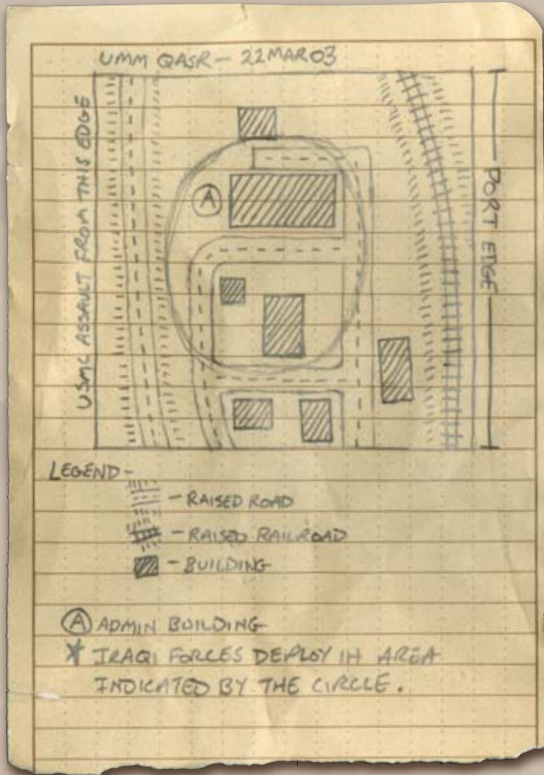 UMM QASR - 22MAR03
USMC ASSAULT FROM THIS EDGE
A
PORT EDGE
LEGEND -
- RAISED ROAD
- RAISED RAILROAD
- BUILDING
A ADMIN BUILDING
* IRAQI FORCES DEPLOY IN AREA
INDICATED BY THE CIRCLE.